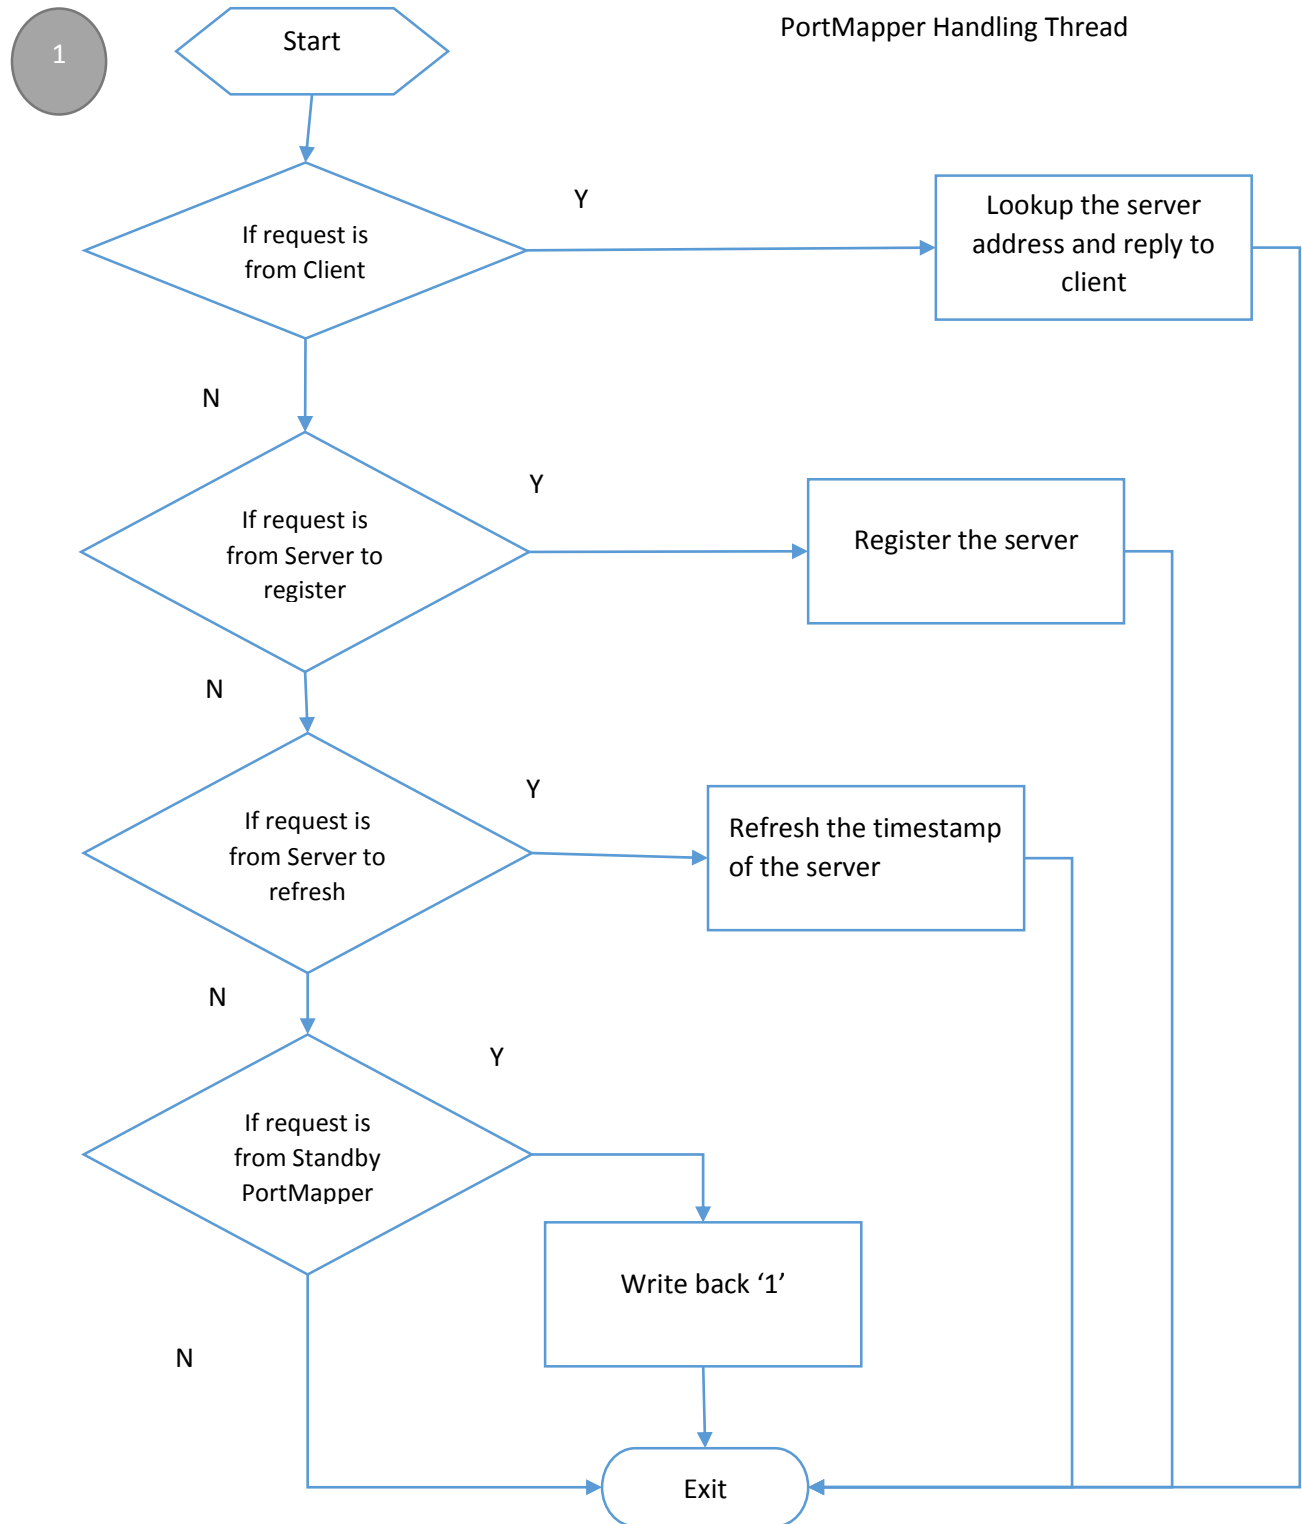 1
Start
PortMapper Handling Thread
Y
If request is
from Client
Lookup the server
address and reply to
client
N
Y
If request is
from Server to
register
Register the server
N
Y
If request is
from Server to
refresh
Refresh the timestamp
of the server
N
Y
If request is
from Standby
PortMapper
Write back ‘1’
N
Exit